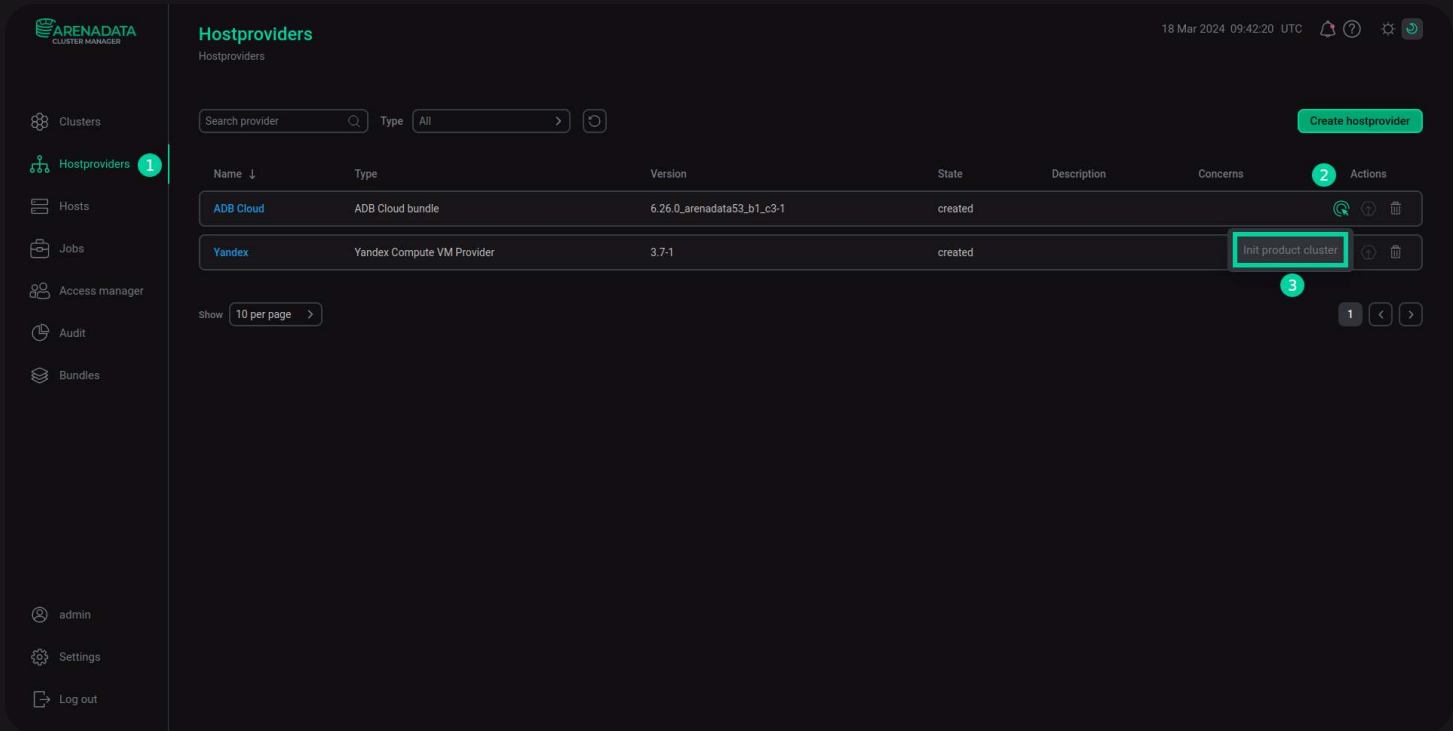 ARENADATA
CLUSTER MANAGER
Hostproviders
Hostproviders
18 Mar 2024 09:42:20 UTC
Search provider
Type All
Create hostprovider
Clusters
Hostproviders 1
Hosts
Jobs
Access manager
Audit
Bundles
Name ↓ Type Version State Description Concerns 2 Actions
ADB Cloud ADB Cloud bundle 6.26.0_arenadata53_b1_c3-1 created
Yandex Yandex Compute VM Provider 3.7-1 created Init product cluster
3
Show 10 per page
1 < >
admin
Settings
Log out